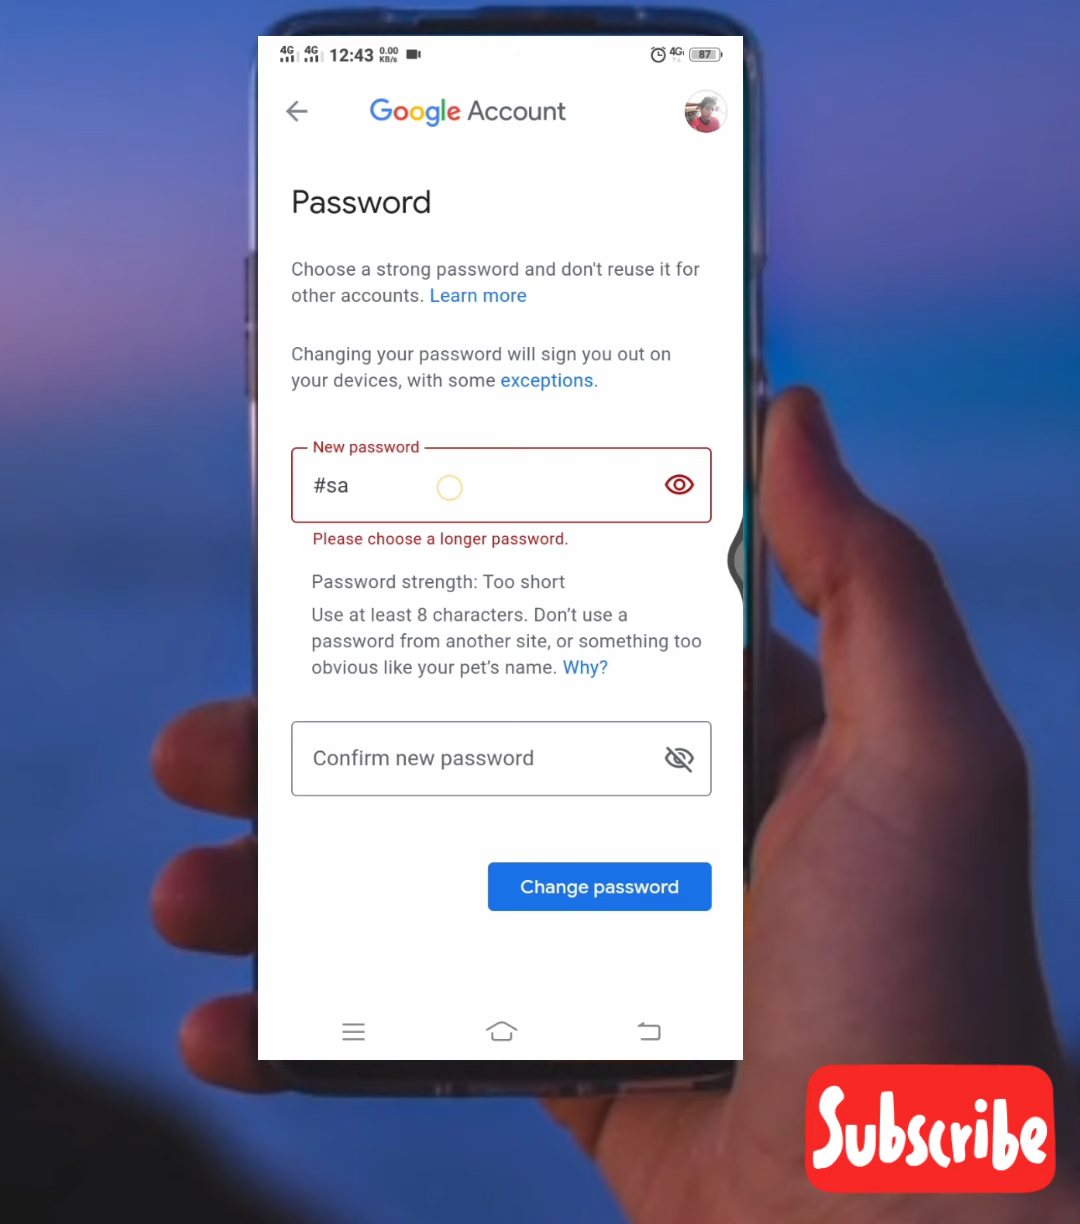 4G 4G 12:43 0.00 KB/s 4G 87
Google Account
Password
Choose a strong password and don't reuse it for
other accounts. Learn more
Changing your password will sign you out on
your devices, with some exceptions.
New password
#sa
Please choose a longer password.
Password strength: Too short
Use at least 8 characters. Don’t use a
password from another site, or something too
obvious like your pet’s name. Why?
Confirm new password
Change password
Subscribe